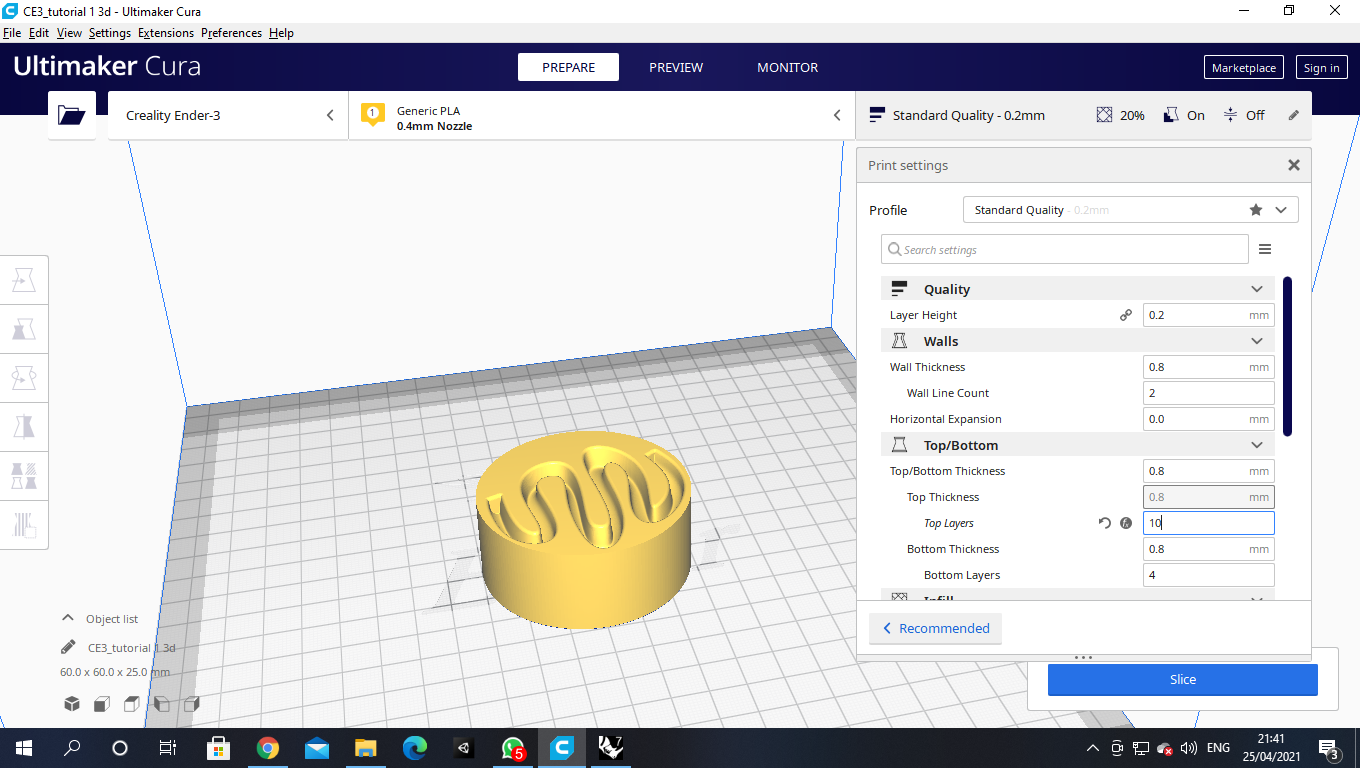 CE3_tutorial 1 3d - Ultimaker Cura
File Edit View Settings Extensions Preferences Help
Ultimaker Cura
PREPARE
PREVIEW
MONITOR
Marketplace
Sign in
Creality Ender-3
1
Generic PLA
0.4mm Nozzle
Standard Quality - 0.2mm
20%
On
Off
Print settings
Profile
Standard Quality - 0.2mm
Search settings
Quality
Layer Height 0.2 mm
Walls
Wall Thickness 0.8 mm
Wall Line Count 2
Horizontal Expansion 0.0 mm
Top/Bottom
Top/Bottom Thickness 0.8 mm
Top Thickness 0.8 mm
Top Layers 10
Bottom Thickness 0.8 mm
Bottom Layers 4
Infill
Recommended
Slice
Object list
CE3_tutorial 1 3d
60.0 x 60.0 x 25.0 mm
5
7
ENG
21:41
25/04/2021
3